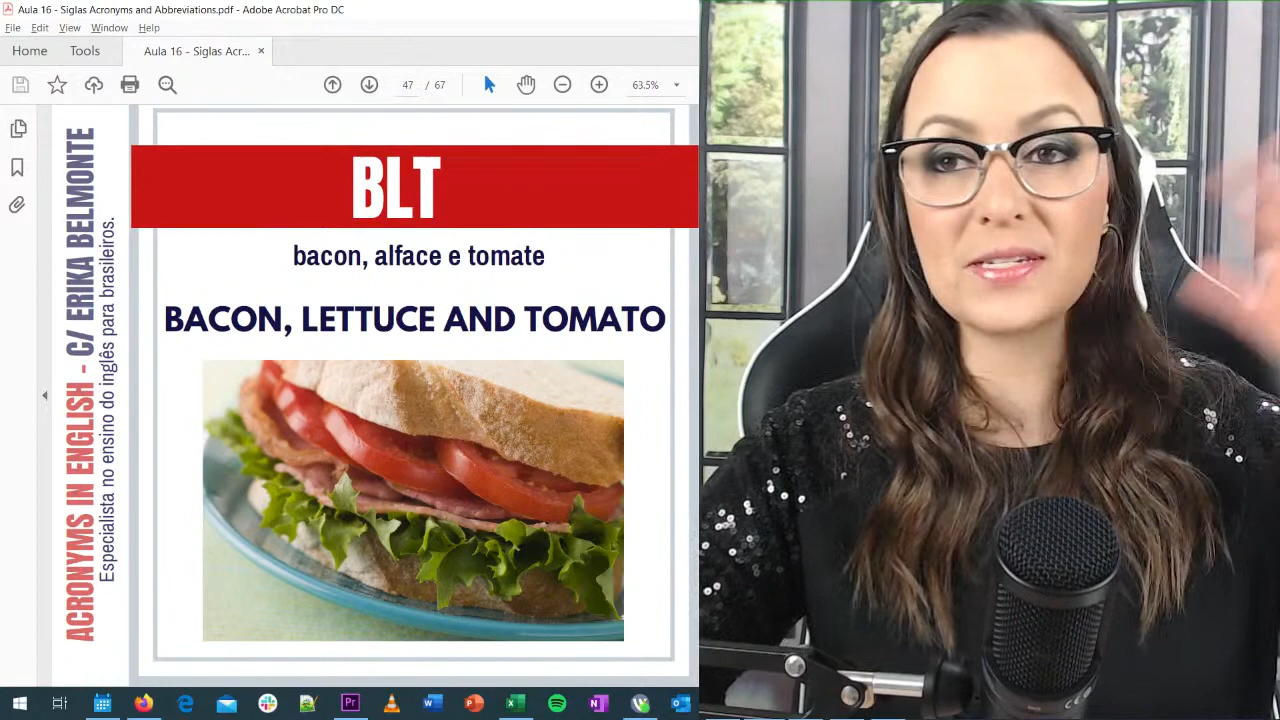 Aula 16 - Siglas Acronyms and Abbreviations.pdf - Adobe Acrobat Pro DC
File Edit View Window Help
Home Tools Aula 16 - Siglas Acr... ×
47 / 67 63.5%
ACRONYMS IN ENGLISH - C/ ERIKA BELMONTE
Especialista no ensino do inglês para brasileiros.
BLT
bacon, alface e tomate
BACON, LETTUCE AND TOMATO